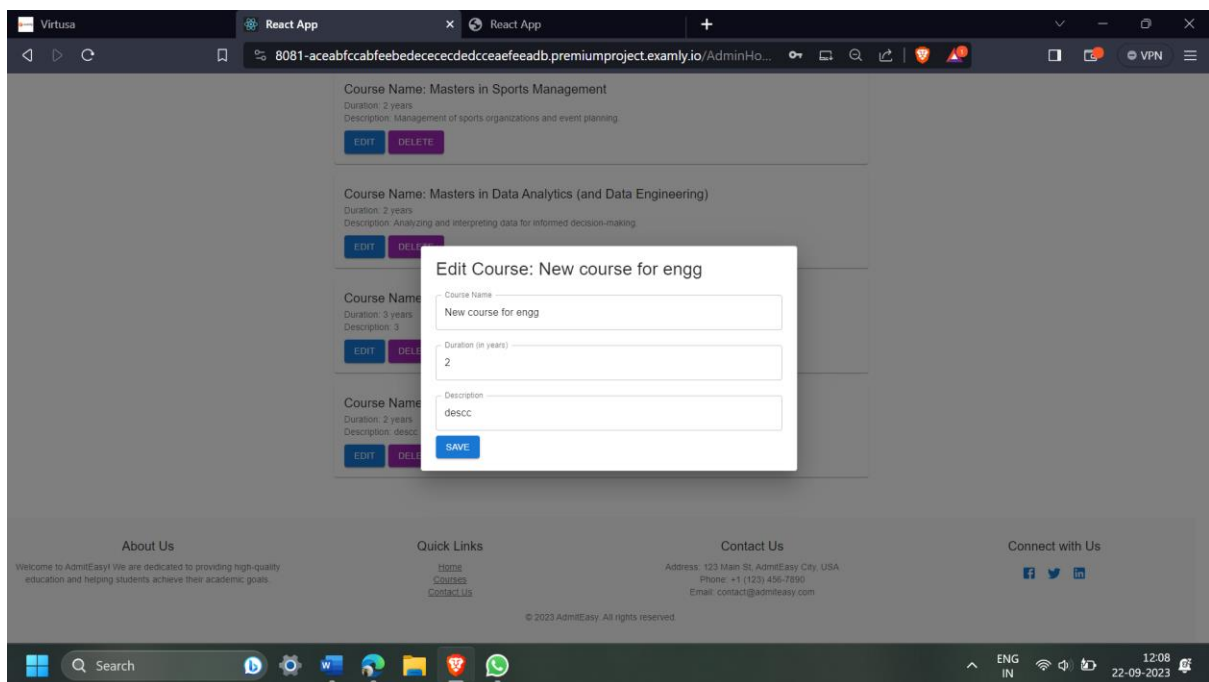 Virtusa
React App
React App
8081-aceabfccabfeebedecececdedcceaefeeadb.premiumproject.examly.io/AdminHo...
VPN
Course Name: Masters in Sports Management
Duration: 2 years
Description: Management of sports organizations and event planning.
EDIT DELETE
Course Name: Masters in Data Analytics (and Data Engineering)
Duration: 2 years
Description: Analyzing and interpreting data for informed decision-making.
EDIT DELE
Course Name
Duration: 3 years
Description: 3
EDIT DELE
Course Name
Duration: 2 years
Description: descc
EDIT DELE
Edit Course: New course for engg
Course Name
New course for engg
Duration (in years)
2
Description
descc
SAVE
About Us
Welcome to AdmitEasy! We are dedicated to providing high-quality
education and helping students achieve their academic goals.
Quick Links
Home
Courses
Contact Us
Contact Us
Address: 123 Main St, AdmitEasy City, USA
Phone: +1 (123) 456-7890
Email: contact@admiteasy.com
Connect with Us
© 2023 AdmitEasy. All rights reserved.
Search
ENG
IN
12:08
22-09-2023